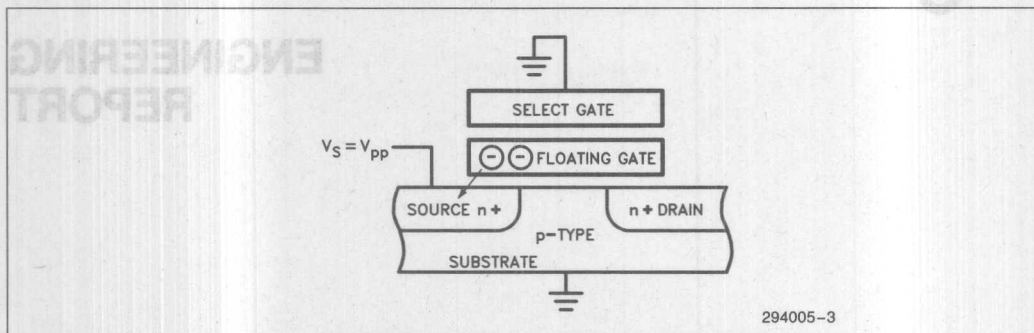 ENGINEERING
REPORT
SELECT GATE
V_S = V_pp
− − FLOATING GATE
SOURCE n+
n+ DRAIN
p-TYPE
SUBSTRATE
294005-3